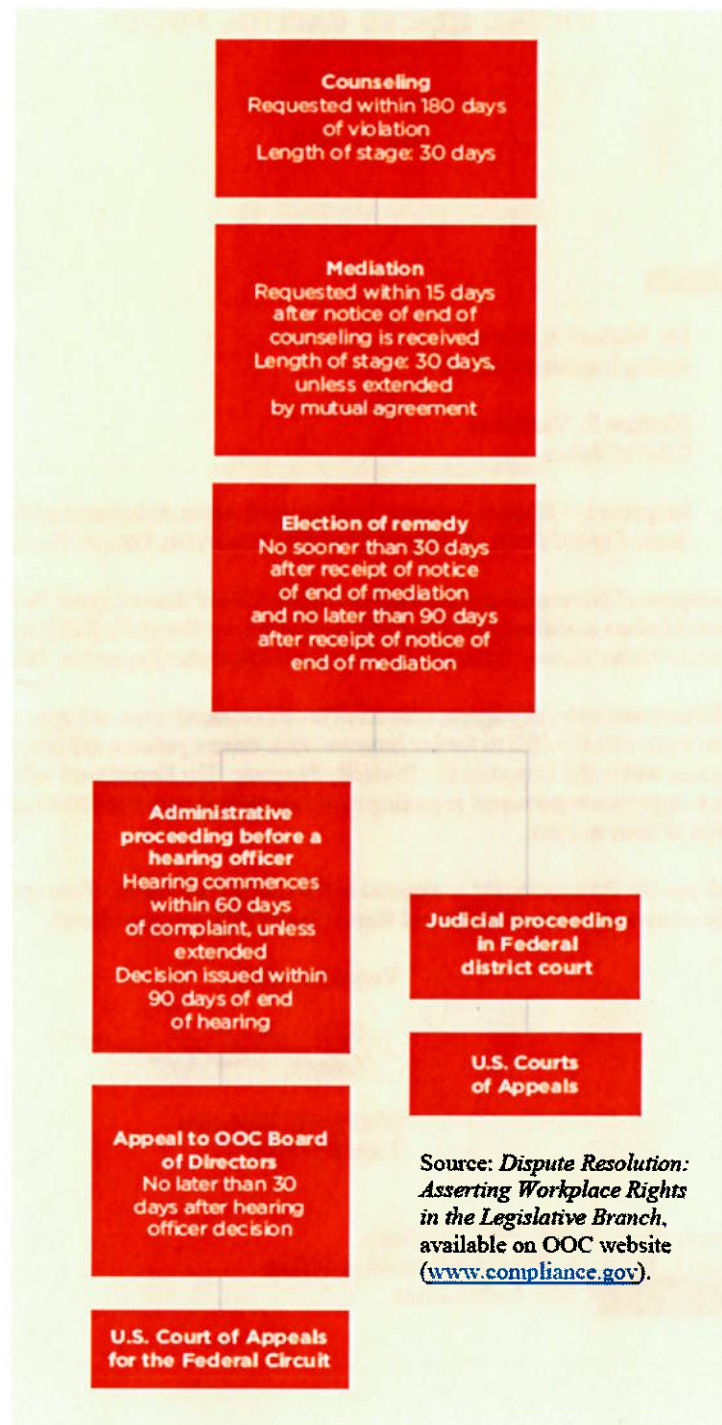 Counseling
Requested within 180 days
of violation
Length of stage: 30 days
Mediation
Requested within 15 days
after notice of end of
counseling is received
Length of stage: 30 days,
unless extended
by mutual agreement
Election of remedy
No sooner than 30 days
after receipt of notice
of end of mediation
and no later than 90 days
after receipt of notice of
end of mediation
Administrative
proceeding before a
hearing officer
Hearing commences
within 60 days
of complaint, unless
extended
Decision issued within
90 days of end
of hearing
Judicial proceeding
in Federal
district court
U.S. Courts
of Appeals
Appeal to OOC Board
of Directors
No later than 30
days after hearing
officer decision
U.S. Court of Appeals
for the Federal Circuit
Source: Dispute Resolution:
Asserting Workplace Rights
in the Legislative Branch,
available on OOC website
(www.compliance.gov).